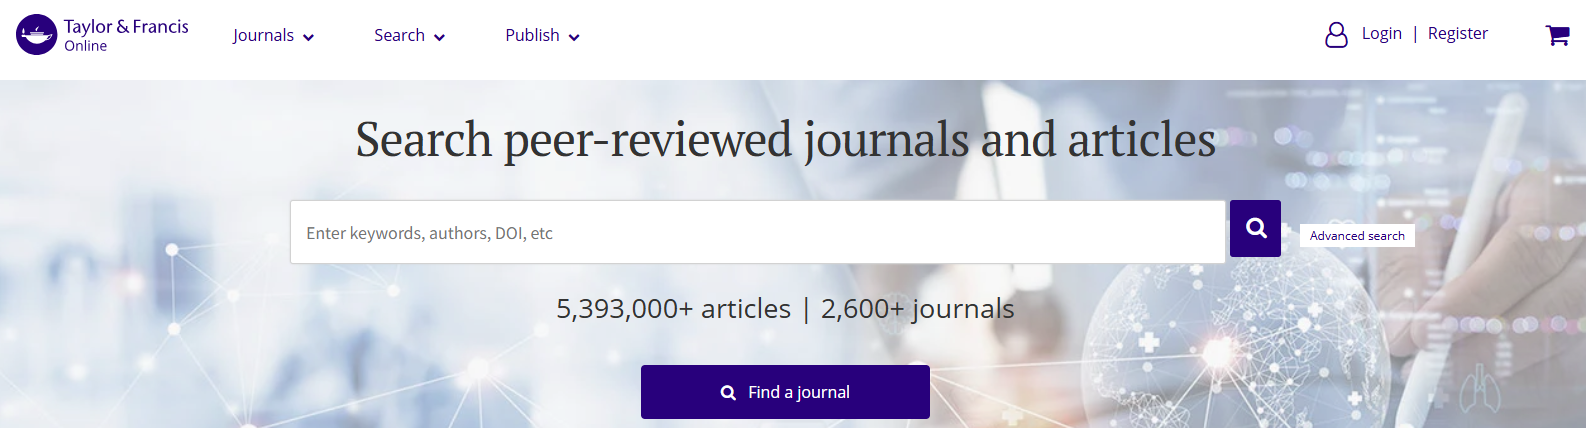 Taylor & Francis
Online
Journals
Search
Publish
Login | Register
Search peer-reviewed journals and articles
Enter keywords, authors, DOI, etc
Advanced search
5,393,000+ articles | 2,600+ journals
Find a journal